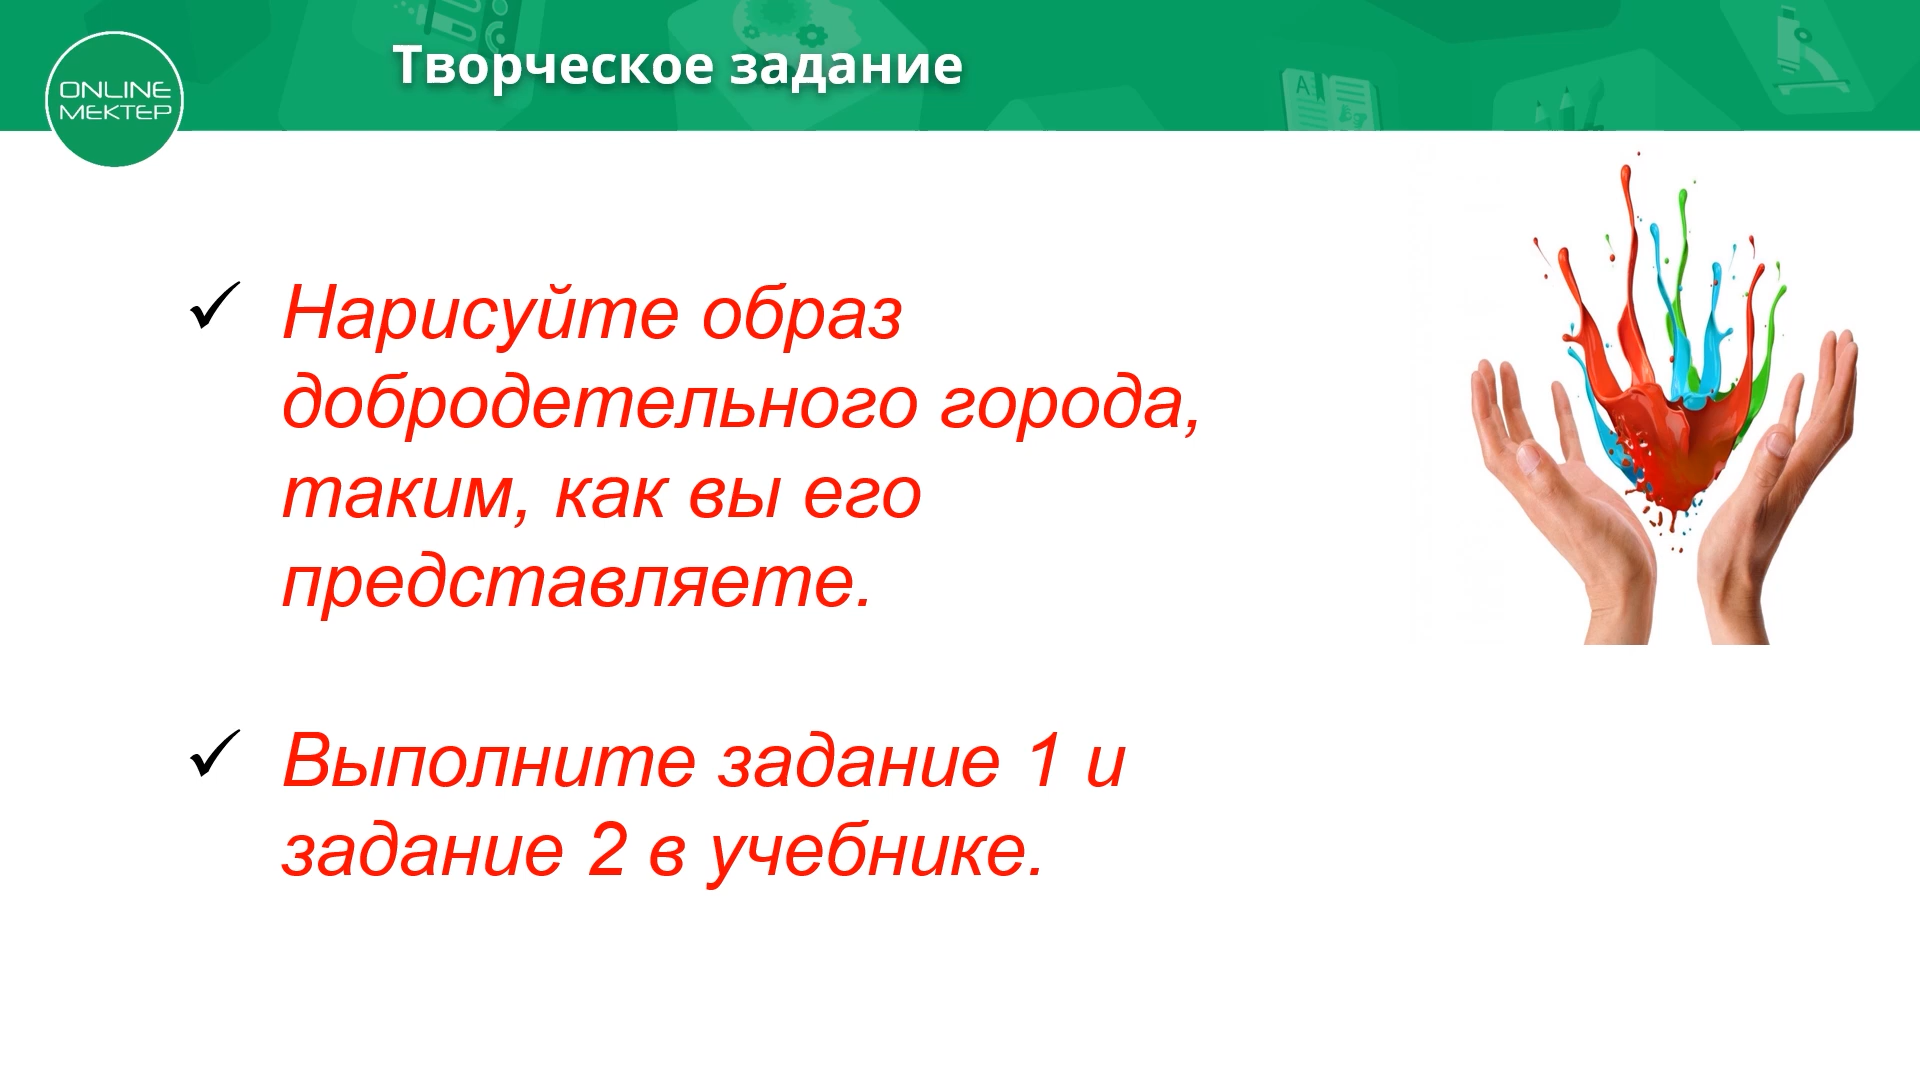 Творческое задание
ONLINE
МЕКТЕР
Нарисуйте образ
добродетельного города,
таким, как вы его
представляете.
Выполните задание 1 и
задание 2 в учебнике.